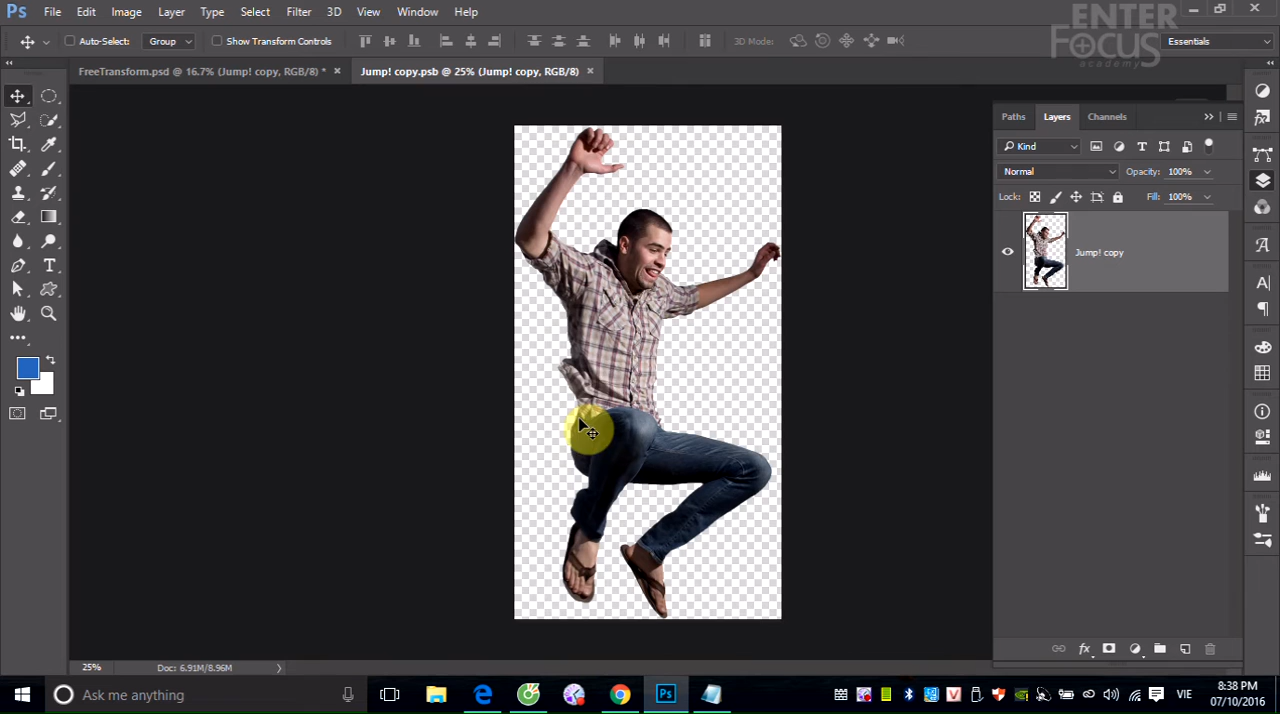 Ps File Edit Image Layer Type Select Filter 3D View Window Help
ENTER
FOCUS
academy
Auto-Select: Group Show Transform Controls 3D Mode: Essentials
FreeTransform.psd @ 16.7% (Jump! copy, RGB/8) * × Jump! copy.psb @ 25% (Jump! copy, RGB/8) ×
Paths Layers Channels
Kind
Normal Opacity: 100%
Lock: Fill: 100%
Jump! copy
25% Doc: 6.91M/8.96M
Ask me anything
Ps
VIE
8:38 PM
07/10/2016